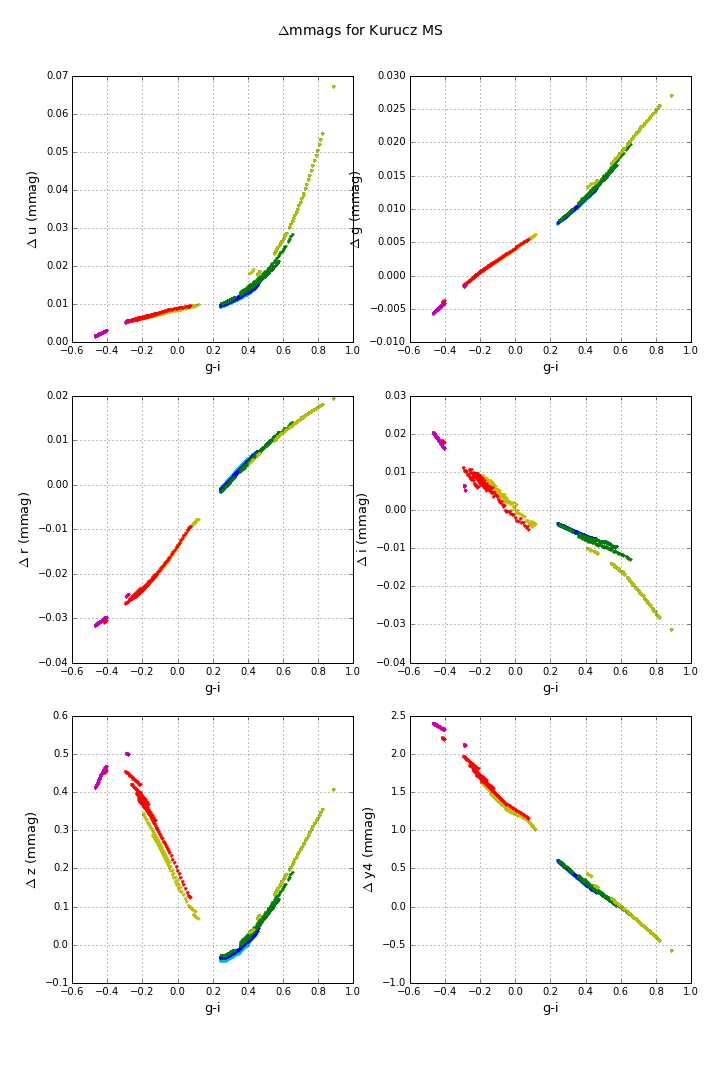 Δmmags for Kurucz MS
0.07
0.06
0.05
0.04
0.03
0.02
0.01
0.00
Δ u (mmag)
−0.6 −0.4 −0.2 0.0 0.2 0.4 0.6 0.8 1.0
g-i
0.030
0.025
0.020
0.015
0.010
0.005
0.000
−0.005
−0.010
Δ g (mmag)
−0.6 −0.4 −0.2 0.0 0.2 0.4 0.6 0.8 1.0
g-i
0.02
0.01
0.00
−0.01
−0.02
−0.03
−0.04
Δ r (mmag)
−0.6 −0.4 −0.2 0.0 0.2 0.4 0.6 0.8 1.0
g-i
0.03
0.02
0.01
0.00
−0.01
−0.02
−0.03
−0.04
Δ i (mmag)
−0.6 −0.4 −0.2 0.0 0.2 0.4 0.6 0.8 1.0
g-i
0.6
0.5
0.4
0.3
0.2
0.1
0.0
−0.1
Δ z (mmag)
−0.6 −0.4 −0.2 0.0 0.2 0.4 0.6 0.8 1.0
g-i
2.5
2.0
1.5
1.0
0.5
0.0
−0.5
−1.0
Δ y4 (mmag)
−0.6 −0.4 −0.2 0.0 0.2 0.4 0.6 0.8 1.0
g-i